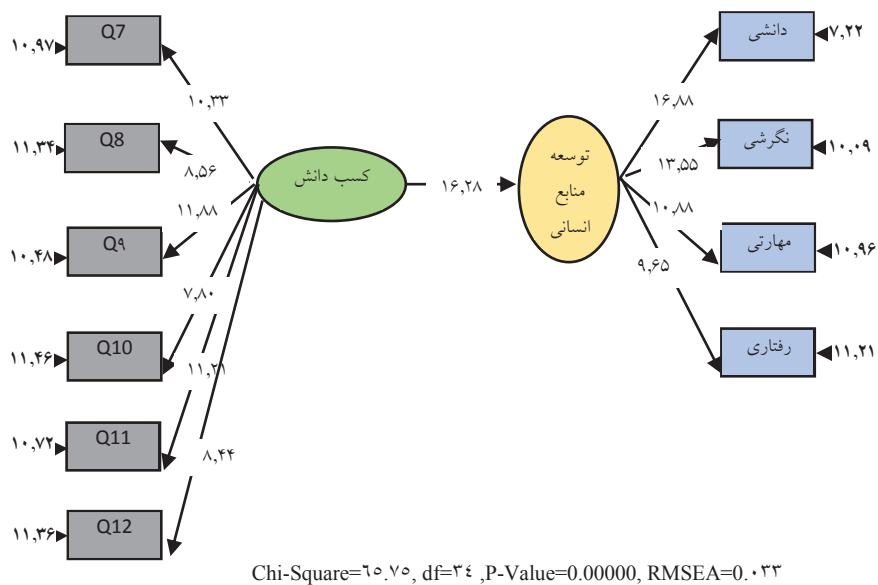 Q7
۱۰,۹۷
۱۰,۳۳
Q8
۱۱,۳۴
۸,۵۶
Q۹
۱۰,۴۸
۱۱,۸۸
Q10
۱۱,۴۶
۷,۸۰
Q11
۱۰,۷۲
۱۱,۲۱
Q12
۱۱,۳۶
۸,۴۴
کسب دانش
۱۶,۲۸
توسعه
منابع
انسانی
دانشی
۷,۲۲
۱۶,۸۸
نگرشی
۱۰,۰۹
۱۳,۵۵
مهارتی
۱۰,۹۶
۱۰,۸۸
رفتاری
۱۱,۲۱
۹,۶۵
Chi-Square=٦٥.٧٥, df=٣٤ ,P-Value=0.00000, RMSEA=0.٠٣٣